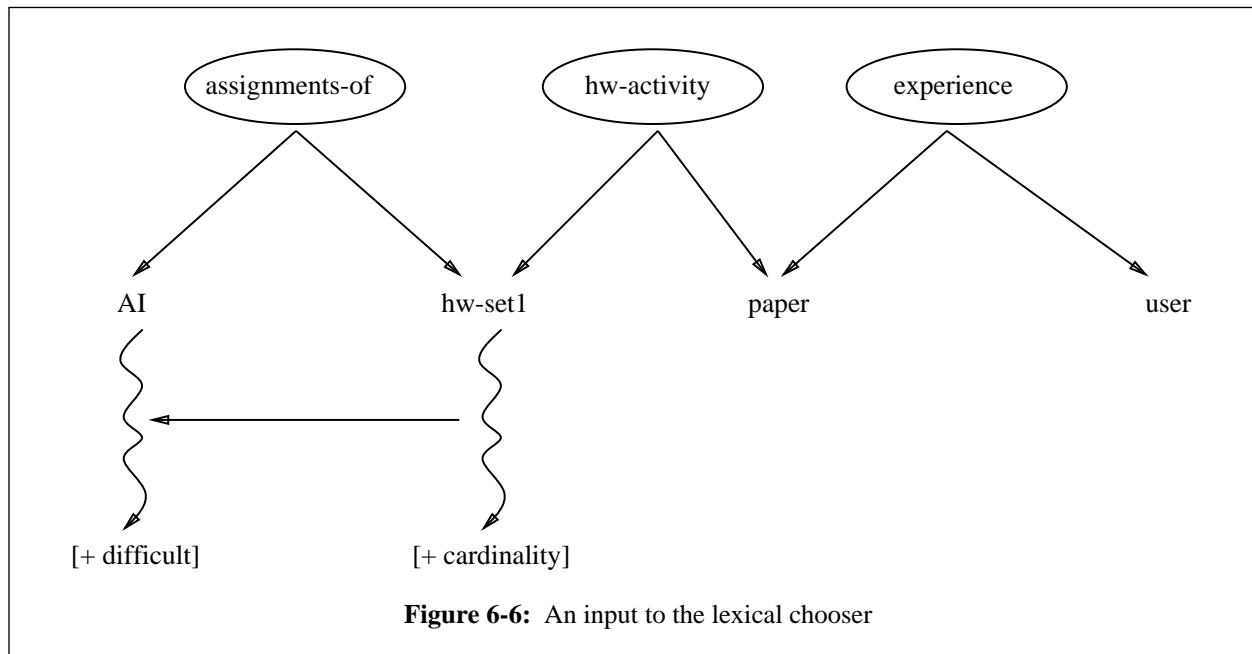 assignments-of hw-activity experience
AI hw-set1 paper user
[+ difficult] [+ cardinality]
Figure 6-6: An input to the lexical chooser